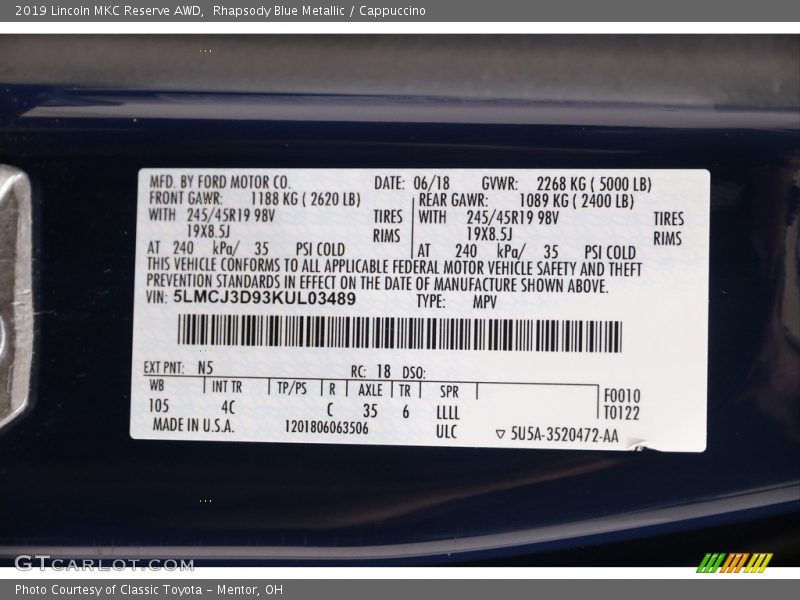 2019 Lincoln MKC Reserve AWD,  Rhapsody Blue Metallic / Cappuccino
MFD. BY FORD MOTOR CO. DATE: 06/18 GVWR: 2268 KG ( 5000 LB)
FRONT GAWR: 1188 KG ( 2620 LB) REAR GAWR: 1089 KG ( 2400 LB)
WITH 245/45R19 98V TIRES WITH 245/45R19 98V TIRES
19X8.5J RIMS 19X8.5J RIMS
AT 240 kPa/ 35 PSI COLD AT 240 kPa/ 35 PSI COLD
THIS VEHICLE CONFORMS TO ALL APPLICABLE FEDERAL MOTOR VEHICLE SAFETY AND THEFT
PREVENTION STANDARDS IN EFFECT ON THE DATE OF MANUFACTURE SHOWN ABOVE.
VIN: 5LMCJ3D93KUL03489 TYPE: MPV
EXT PNT: N5 RC: 18 DSO:
WB INT TR TP/PS R AXLE TR SPR F0010
105 4C C 35 6 LLLL T0122
MADE IN U.S.A. 1201806063506 ULC ▽ 5U5A-3520472-AA
GTCARLOT.COM
Photo Courtesy of Classic Toyota - Mentor, OH